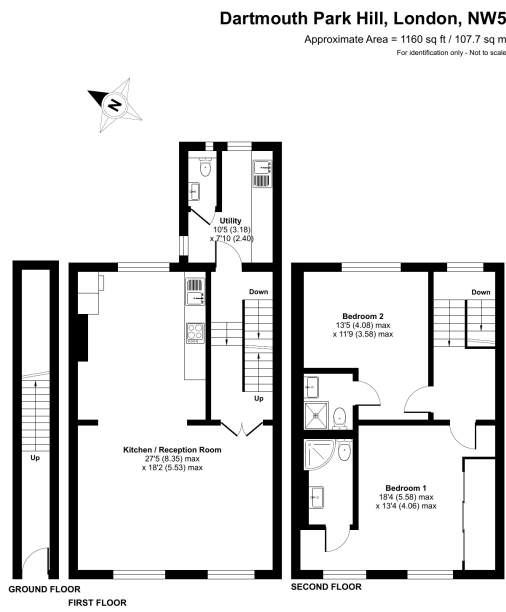 Dartmouth Park Hill, London, NW5
Approximate Area = 1160 sq ft / 107.7 sq m
For identification only - Not to scale
N
Utility
10'5 (3.18)
x 7'10 (2.40)
Down
Up
Kitchen / Reception Room
27'5 (8.35) max
x 18'2 (5.53) max
Up
Bedroom 2
13'5 (4.08) max
x 11'9 (3.58) max
Down
Bedroom 1
18'4 (5.58) max
x 13'4 (4.06) max
GROUND FLOOR
FIRST FLOOR
SECOND FLOOR